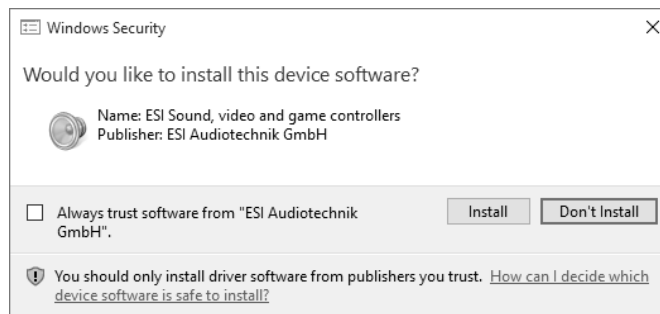 Windows Security
Would you like to install this device software?
Name: ESI Sound, video and game controllers
Publisher: ESI Audiotechnik GmbH
Always trust software from "ESI Audiotechnik
GmbH".
Install
Don't Install
You should only install driver software from publishers you trust. How can I decide which
device software is safe to install?